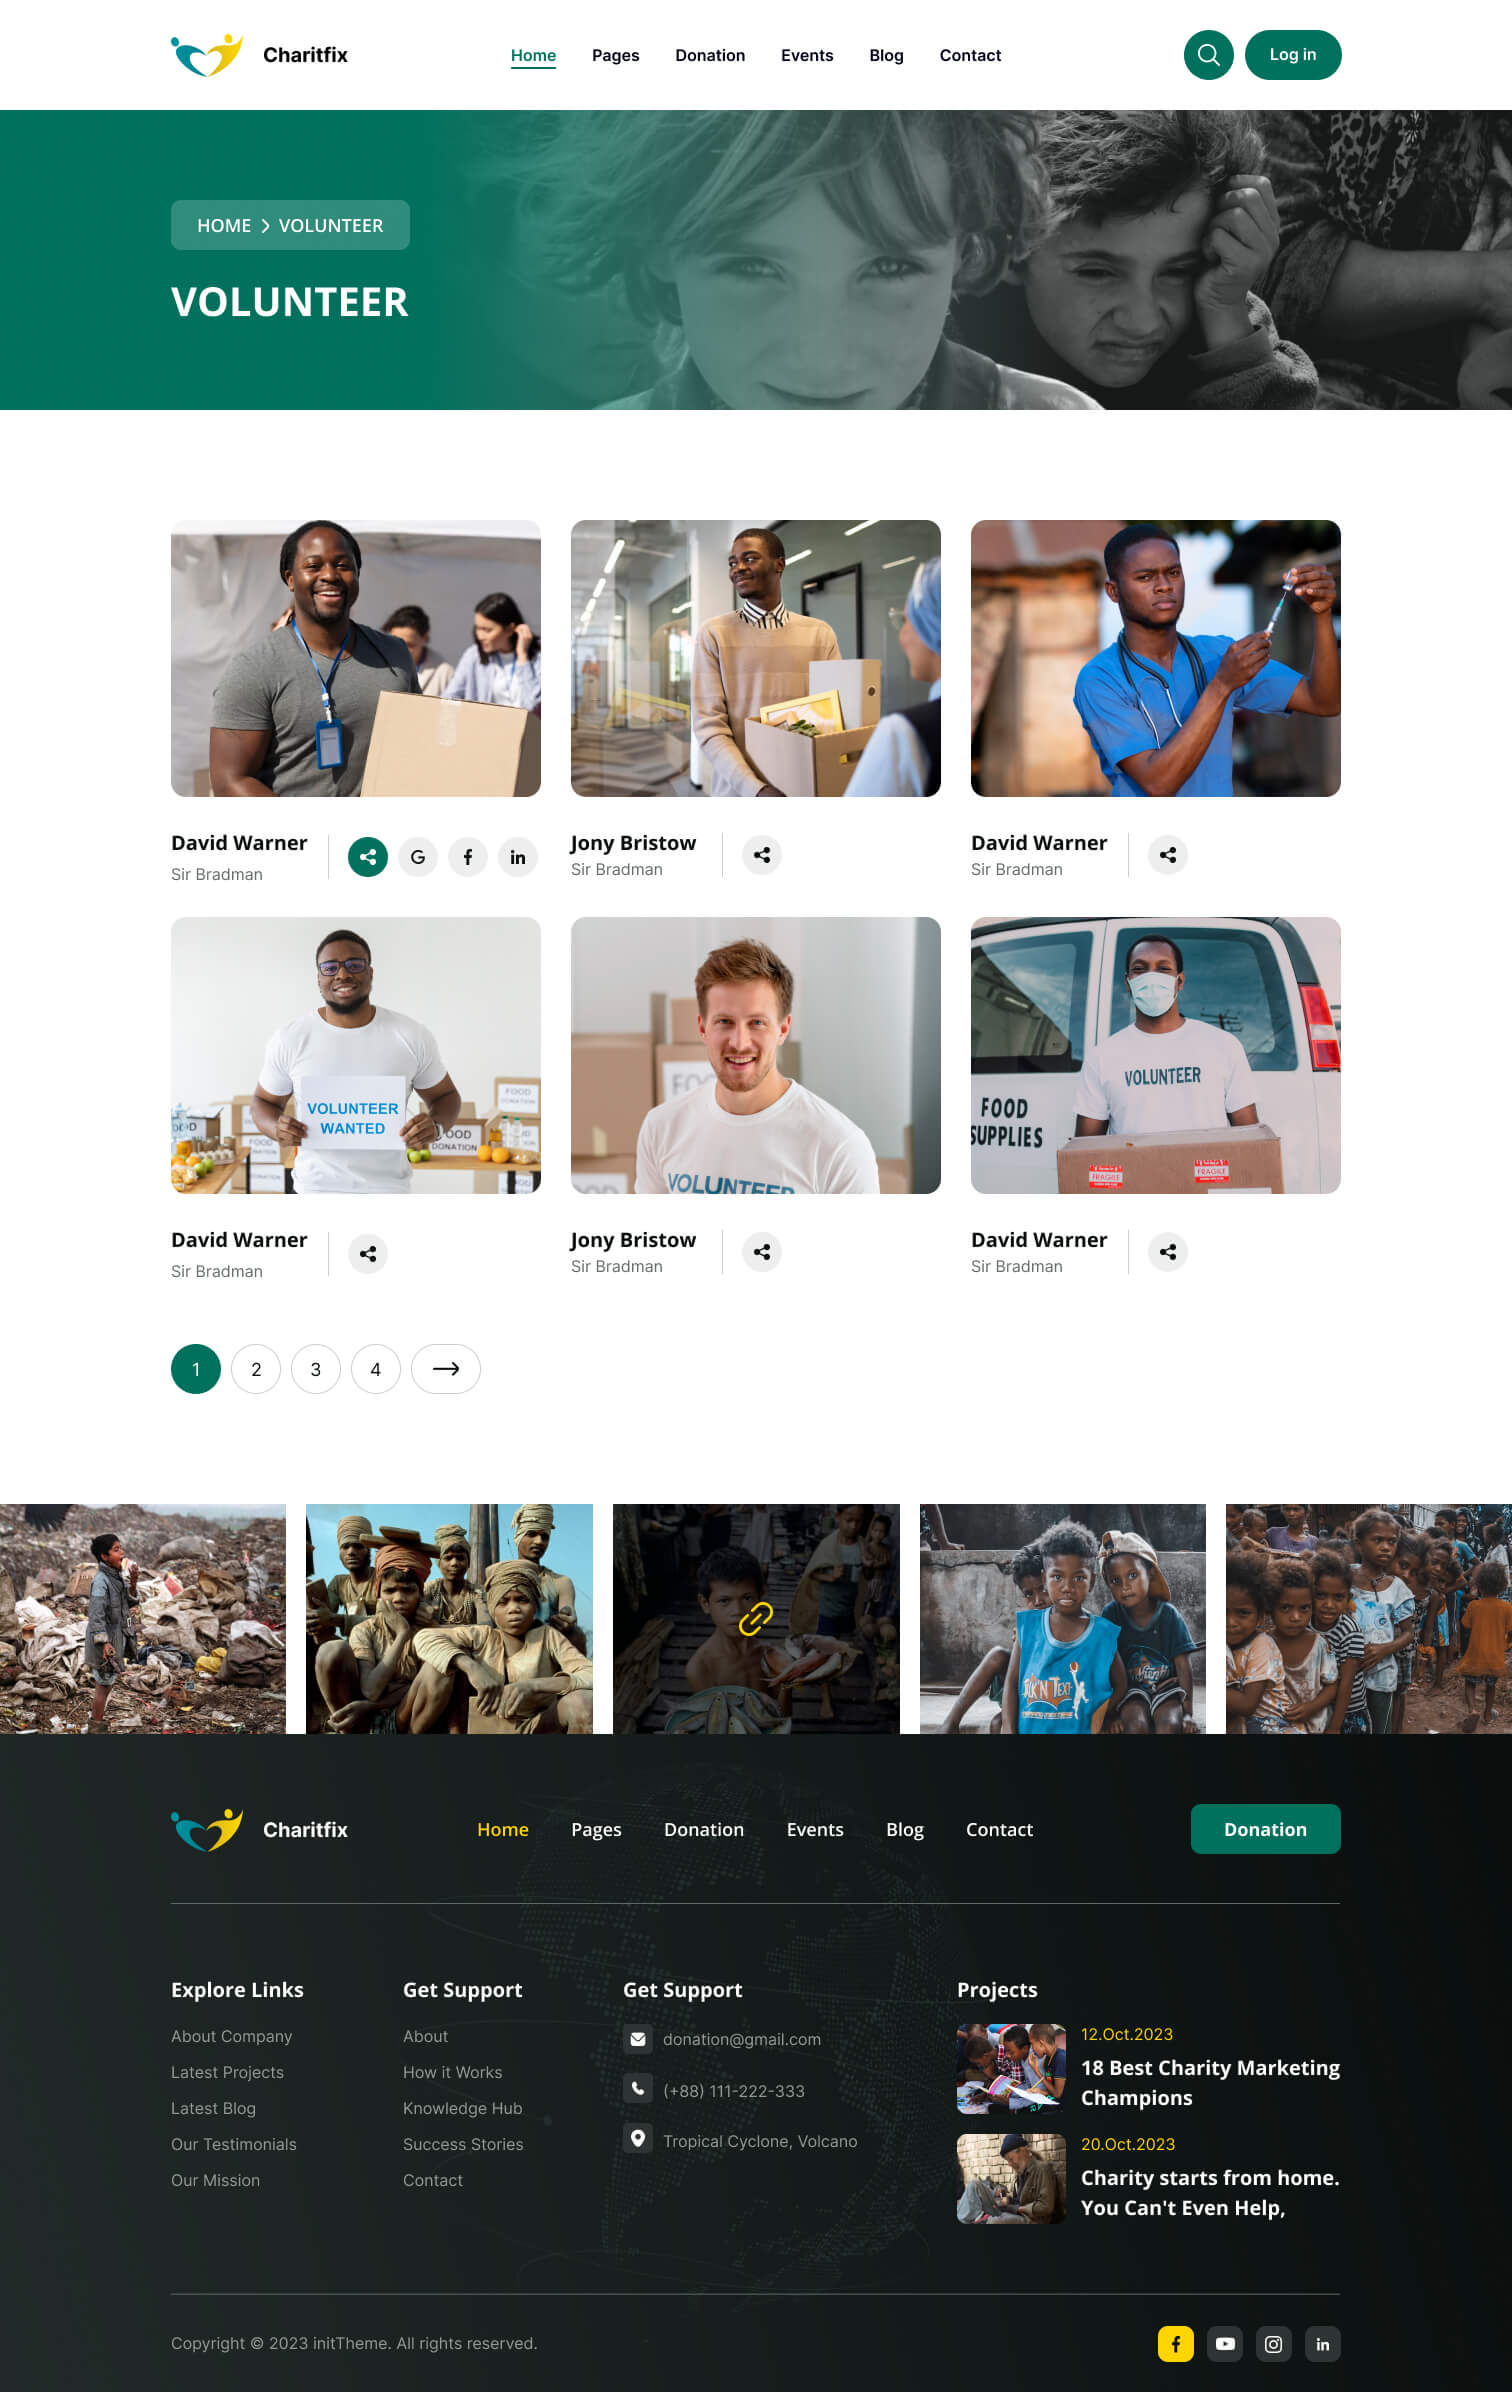 Charitfix
Home
Pages
Donation
Events
Blog
Contact
Log in
HOME > VOLUNTEER
VOLUNTEER
David Warner
Sir Bradman
Jony Bristow
Sir Bradman
David Warner
Sir Bradman
VOLUNTEER
WANTED
FOOD
DONATION
FOOD
DONATION
VOLUNTEER
VOLUNTEER
FOOD
SUPPLIES
FRAGILE
FRAGILE
David Warner
Sir Bradman
Jony Bristow
Sir Bradman
David Warner
Sir Bradman
1 2 3 4
Charitfix
Home
Pages
Donation
Events
Blog
Contact
Donation
Explore Links
About Company
Latest Projects
Latest Blog
Our Testimonials
Our Mission
Get Support
About
How it Works
Knowledge Hub
Success Stories
Contact
Get Support
donation@gmail.com
(+88) 111-222-333
Tropical Cyclone, Volcano
Projects
12.Oct.2023
18 Best Charity Marketing
Champions
20.Oct.2023
Charity starts from home.
You Can't Even Help,
Copyright © 2023 initTheme. All rights reserved.